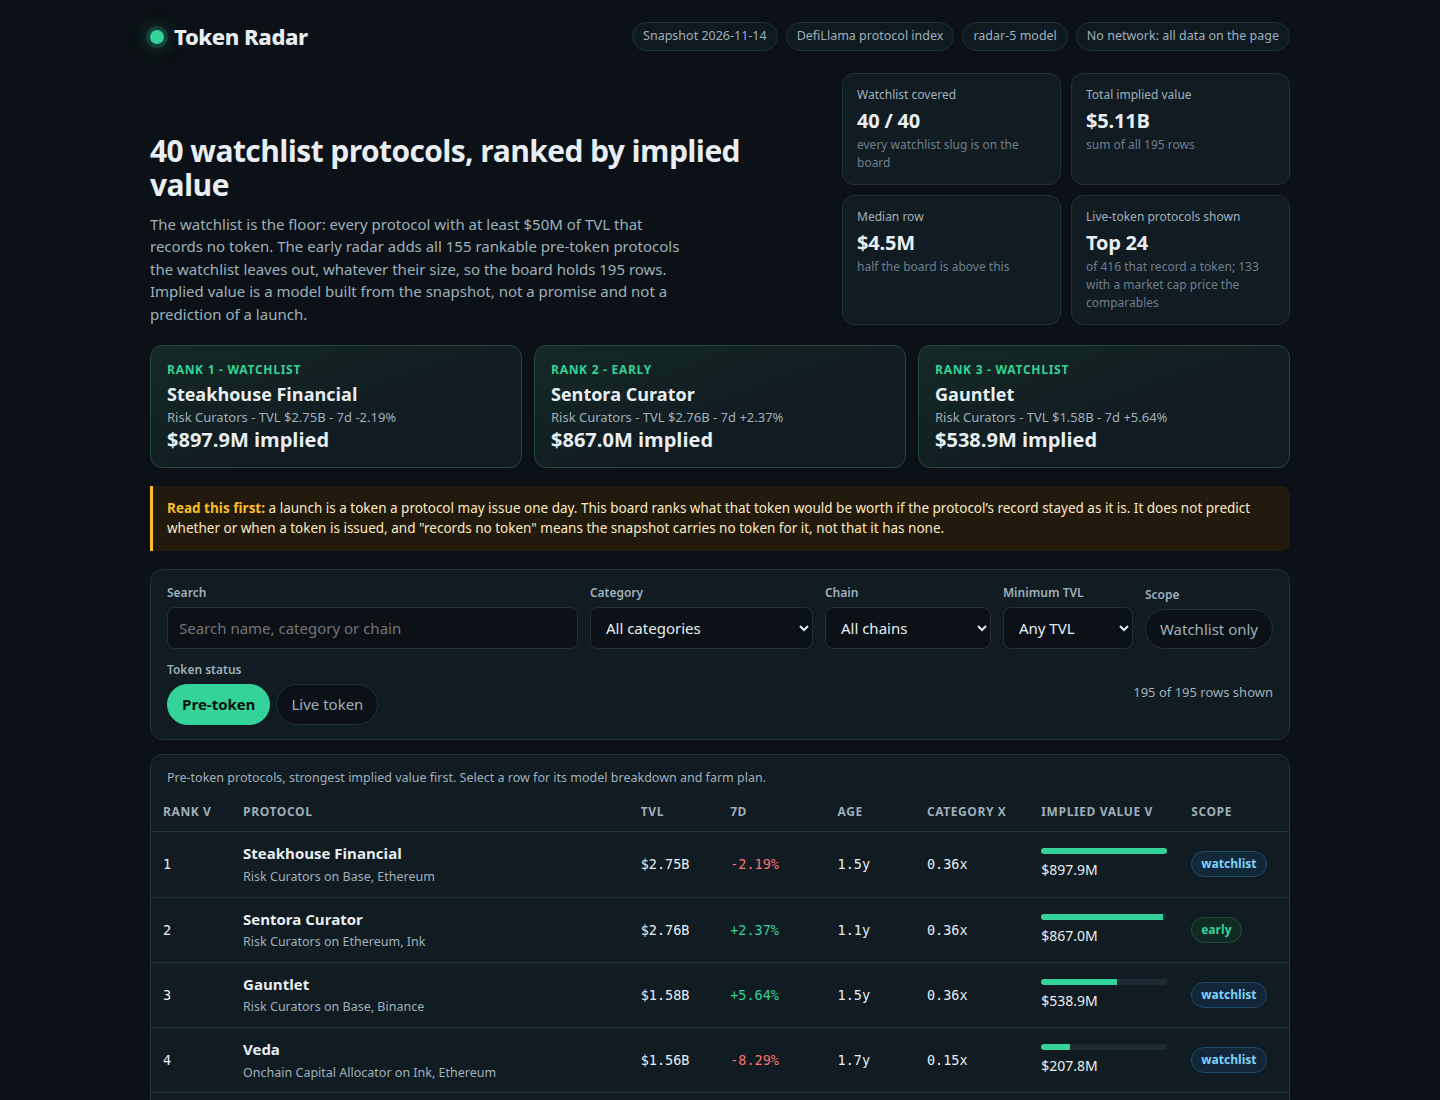 Token Radar
Snapshot 2026-11-14
DefiLlama protocol index
radar-5 model
No network: all data on the page
40 watchlist protocols, ranked by implied
value
The watchlist is the floor: every protocol with at least $50M of TVL that
records no token. The early radar adds all 155 rankable pre-token protocols
the watchlist leaves out, whatever their size, so the board holds 195 rows.
Implied value is a model built from the snapshot, not a promise and not a
prediction of a launch.
Watchlist covered
40 / 40
every watchlist slug is on the
board
Total implied value
$5.11B
sum of all 195 rows
Median row
$4.5M
half the board is above this
Live-token protocols shown
Top 24
of 416 that record a token; 133
with a market cap price the
comparables
RANK 1 - WATCHLIST
Steakhouse Financial
Risk Curators - TVL $2.75B - 7d -2.19%
$897.9M implied
RANK 2 - EARLY
Sentora Curator
Risk Curators - TVL $2.76B - 7d +2.37%
$867.0M implied
RANK 3 - WATCHLIST
Gauntlet
Risk Curators - TVL $1.58B - 7d +5.64%
$538.9M implied
Read this first: a launch is a token a protocol may issue one day. This board ranks what that token would be worth if the protocol's record stayed as it is. It does not predict
whether or when a token is issued, and "records no token" means the snapshot carries no token for it, not that it has none.
Search
Search name, category or chain
Category
All categories
Chain
All chains
Minimum TVL
Any TVL
Scope
Watchlist only
Token status
Pre-token
Live token
195 of 195 rows shown
Pre-token protocols, strongest implied value first. Select a row for its model breakdown and farm plan.
RANK V PROTOCOL TVL 7D AGE CATEGORY X IMPLIED VALUE V SCOPE
1 Steakhouse Financial $2.75B -2.19% 1.5y 0.36x $897.9M watchlist
Risk Curators on Base, Ethereum
2 Sentora Curator $2.76B +2.37% 1.1y 0.36x $867.0M early
Risk Curators on Ethereum, Ink
3 Gauntlet $1.58B +5.64% 1.5y 0.36x $538.9M watchlist
Risk Curators on Base, Binance
4 Veda $1.56B -8.29% 1.7y 0.15x $207.8M watchlist
Onchain Capital Allocator on Ink, Ethereum